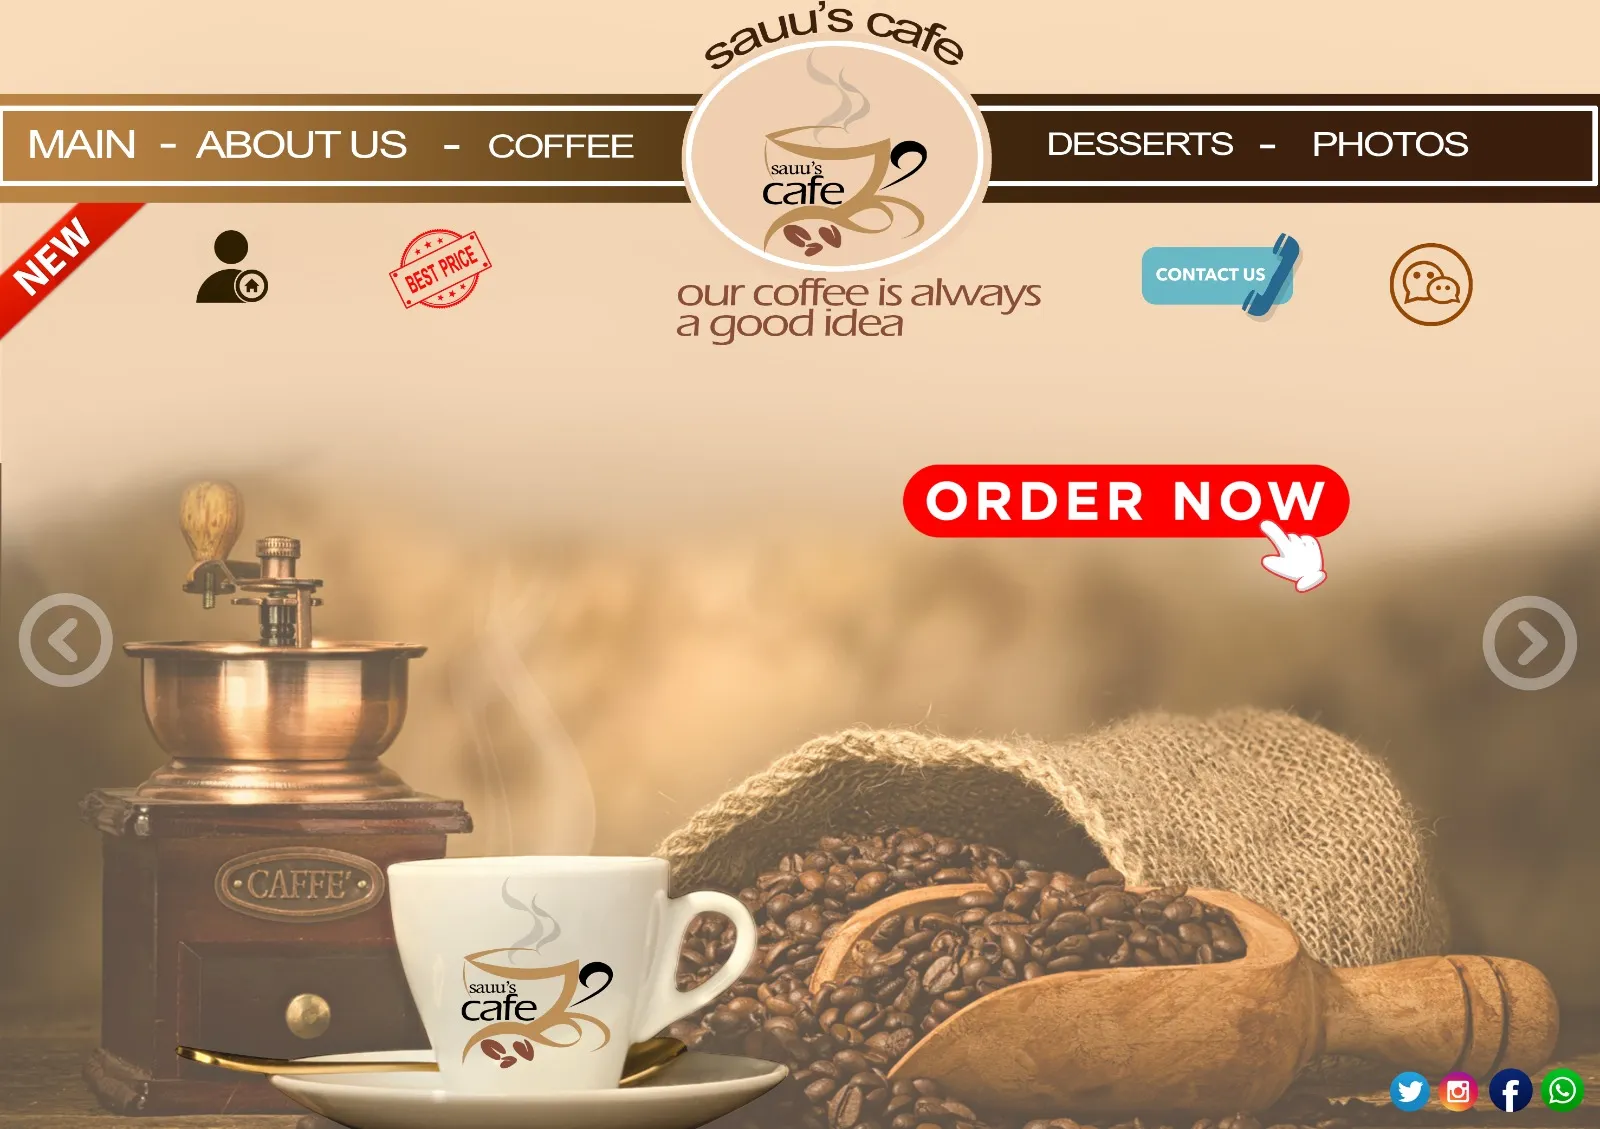 sauu's cafe
MAIN - ABOUT US - COFFEE
DESSERTS - PHOTOS
sauu's
cafe
NEW
BEST PRICE
CONTACT US
our coffee is always
a good idea
ORDER NOW
CAFFE'
sauu's
cafe